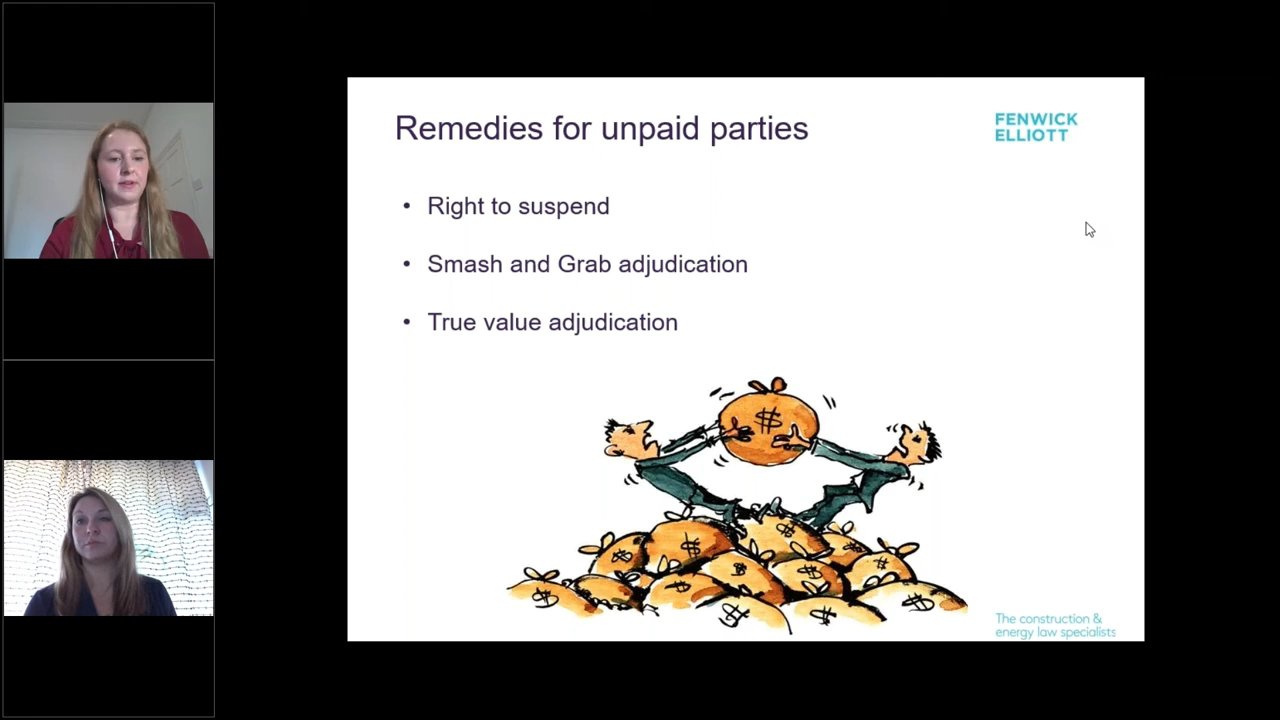 Remedies for unpaid parties
FENWICK
ELLIOTT
• Right to suspend
• Smash and Grab adjudication
• True value adjudication
$
$
$
$
$
$
$
$
$
$
$
$
The construction &
energy law specialists